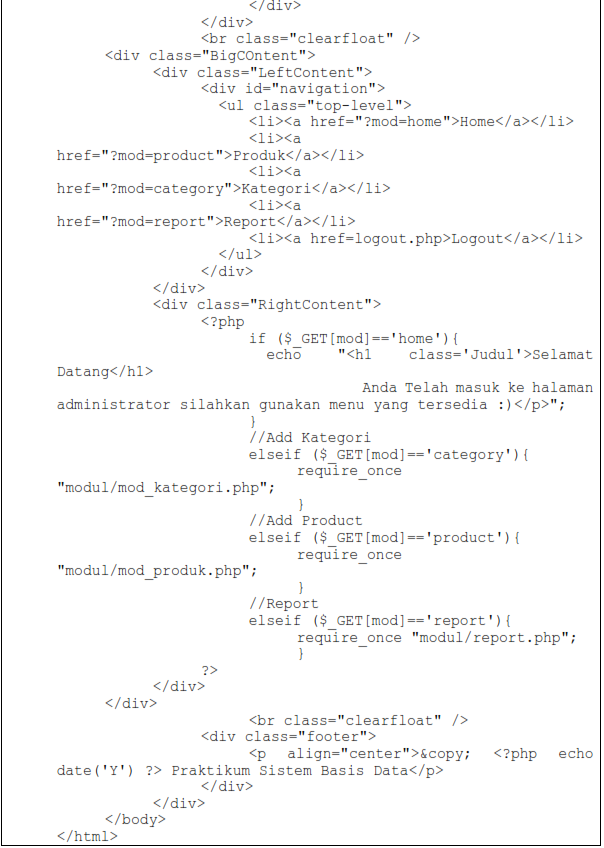 </div>
</div>
<br class="clearfloat" />
<div class="BigCOntent">
<div class="LeftContent">
<div id="navigation">
<ul class="top-level">
<li><a href="?mod=home">Home</a></li>
<li><a
href="?mod=product">Produk</a></li>
<li><a
href="?mod=category">Kategori</a></li>
<li><a
href="?mod=report">Report</a></li>
<li><a href=logout.php>Logout</a></li>
</ul>
</div>
</div>
<div class="RightContent">
<?php
if ($_GET[mod]=='home'){
echo "<h1 class='Judul'>Selamat
Datang</h1>
Anda Telah masuk ke halaman
administrator silahkan gunakan menu yang tersedia :)</p>";
}
//Add Kategori
elseif ($_GET[mod]=='category'){
require_once
"modul/mod_kategori.php";
}
//Add Product
elseif ($_GET[mod]=='product'){
require_once
"modul/mod_produk.php";
}
//Report
elseif ($_GET[mod]=='report'){
require_once "modul/report.php";
}
?>
</div>
</div>
<br class="clearfloat" />
<div class="footer">
<p align="center">&copy; <?php echo
date('Y') ?> Praktikum Sistem Basis Data</p>
</div>
</div>
</body>
</html>